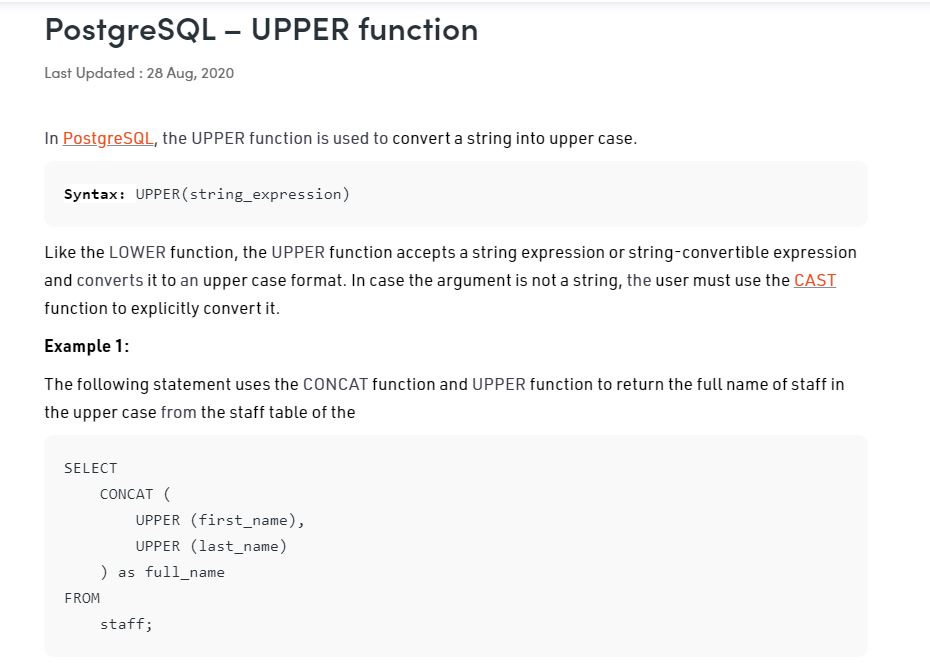 PostgreSQL – UPPER function
Last Updated : 28 Aug, 2020
In PostgreSQL, the UPPER function is used to convert a string into upper case.
Syntax: UPPER(string_expression)
Like the LOWER function, the UPPER function accepts a string expression or string-convertible expression
and converts it to an upper case format. In case the argument is not a string, the user must use the CAST
function to explicitly convert it.
Example 1:
The following statement uses the CONCAT function and UPPER function to return the full name of staff in
the upper case from the staff table of the
SELECT
    CONCAT (
        UPPER (first_name),
        UPPER (last_name)
    ) as full_name
FROM
    staff;